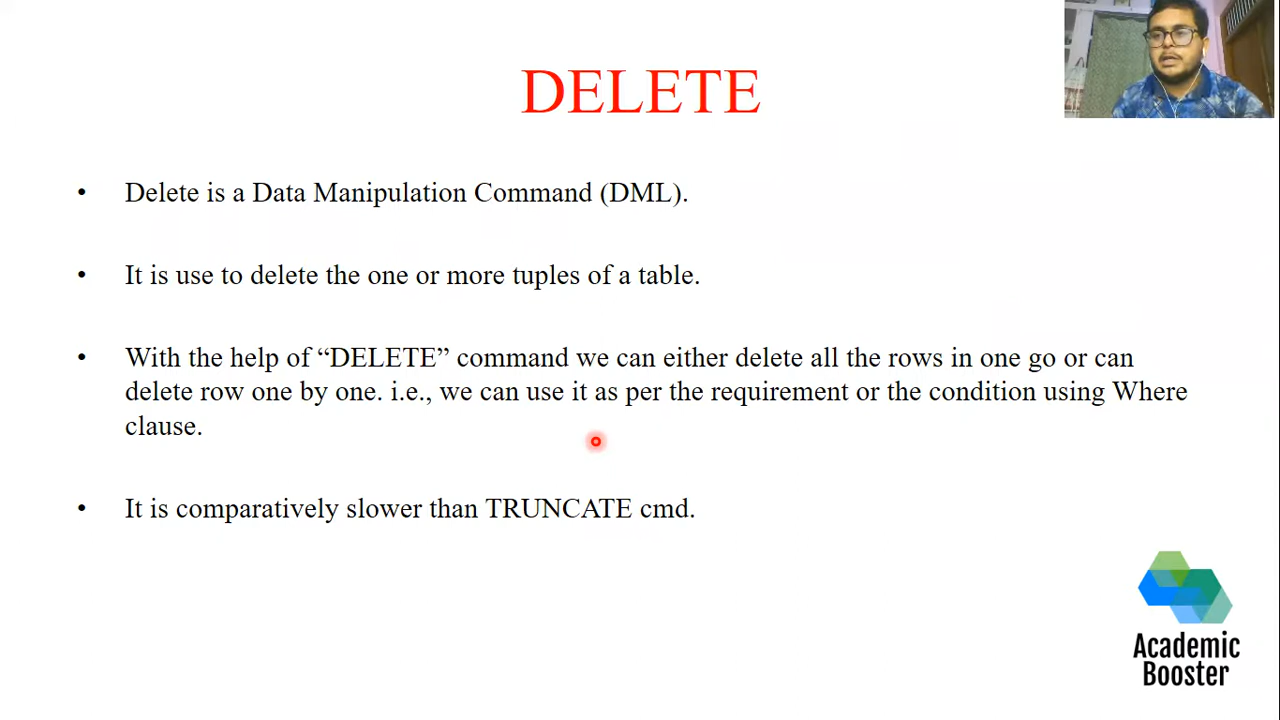 DELETE
• Delete is a Data Manipulation Command (DML).
• It is use to delete the one or more tuples of a table.
• With the help of “DELETE” command we can either delete all the rows in one go or can
delete row one by one. i.e., we can use it as per the requirement or the condition using Where
clause.
• It is comparatively slower than TRUNCATE cmd.
Academic
Booster